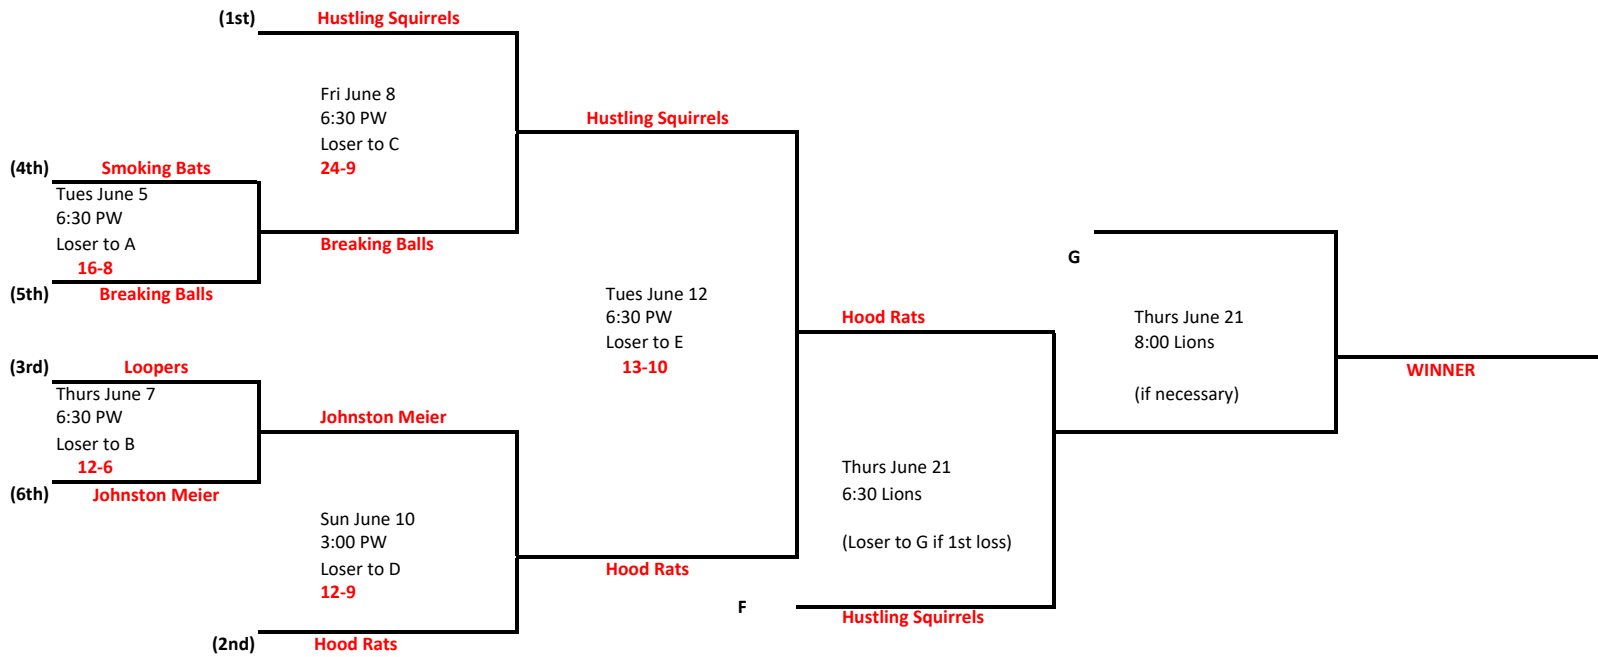 (1st) Hustling Squirrels
Fri June 8
6:30 PW
Loser to C
24-9
Hustling Squirrels
(4th) Smoking Bats
Tues June 5
6:30 PW
Loser to A
16-8
(5th) Breaking Balls
Breaking Balls
Tues June 12
6:30 PW
Loser to E
13-10
(3rd) Loopers
Thurs June 7
6:30 PW
Loser to B
12-6
(6th) Johnston Meier
Johnston Meier
Sun June 10
3:00 PW
Loser to D
12-9
(2nd) Hood Rats
Hood Rats
Hood Rats
Thurs June 21
6:30 Lions
(Loser to G if 1st loss)
F
Hustling Squirrels
G
Thurs June 21
8:00 Lions
(if necessary)
WINNER